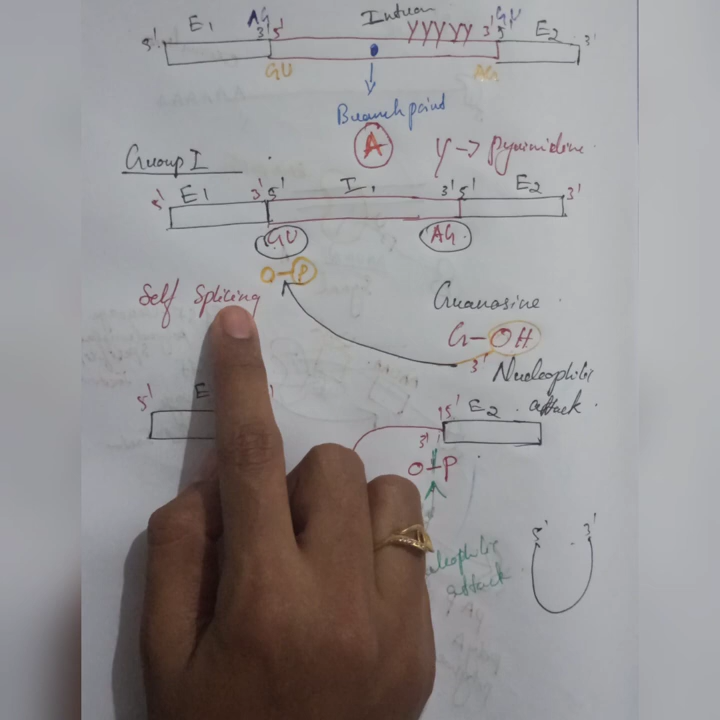 E1 AG Intron GU E2
5' 3' 5' YYYYY 3' 5' 3'
GU AG
Branch point
A Y → pyrimidine
Group I
5' E1 3' 5' I1 3' 5' E2 3'
GU AG
O-P
Self Splicing Guanosine
G-OH
3' Nucleophilic
attack
5' E 5' E2
3'
O-P
5' 3'
attack